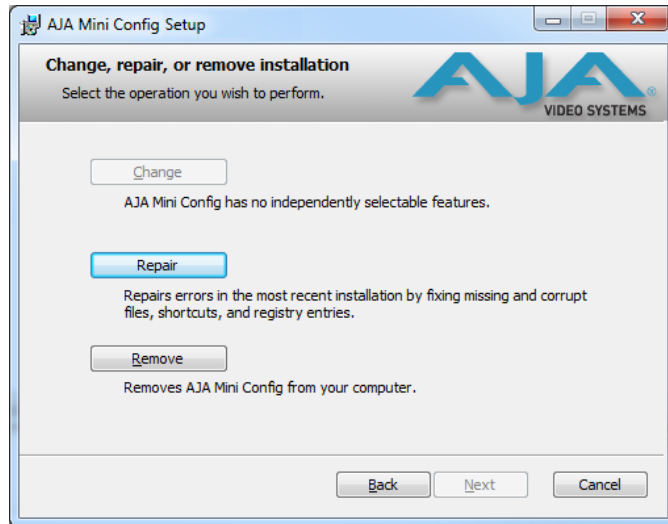 AJA Mini Config Setup
Change, repair, or remove installation
Select the operation you wish to perform.
AJA®
VIDEO SYSTEMS
Change
AJA Mini Config has no independently selectable features.
Repair
Repairs errors in the most recent installation by fixing missing and corrupt
files, shortcuts, and registry entries.
Remove
Removes AJA Mini Config from your computer.
Back Next Cancel